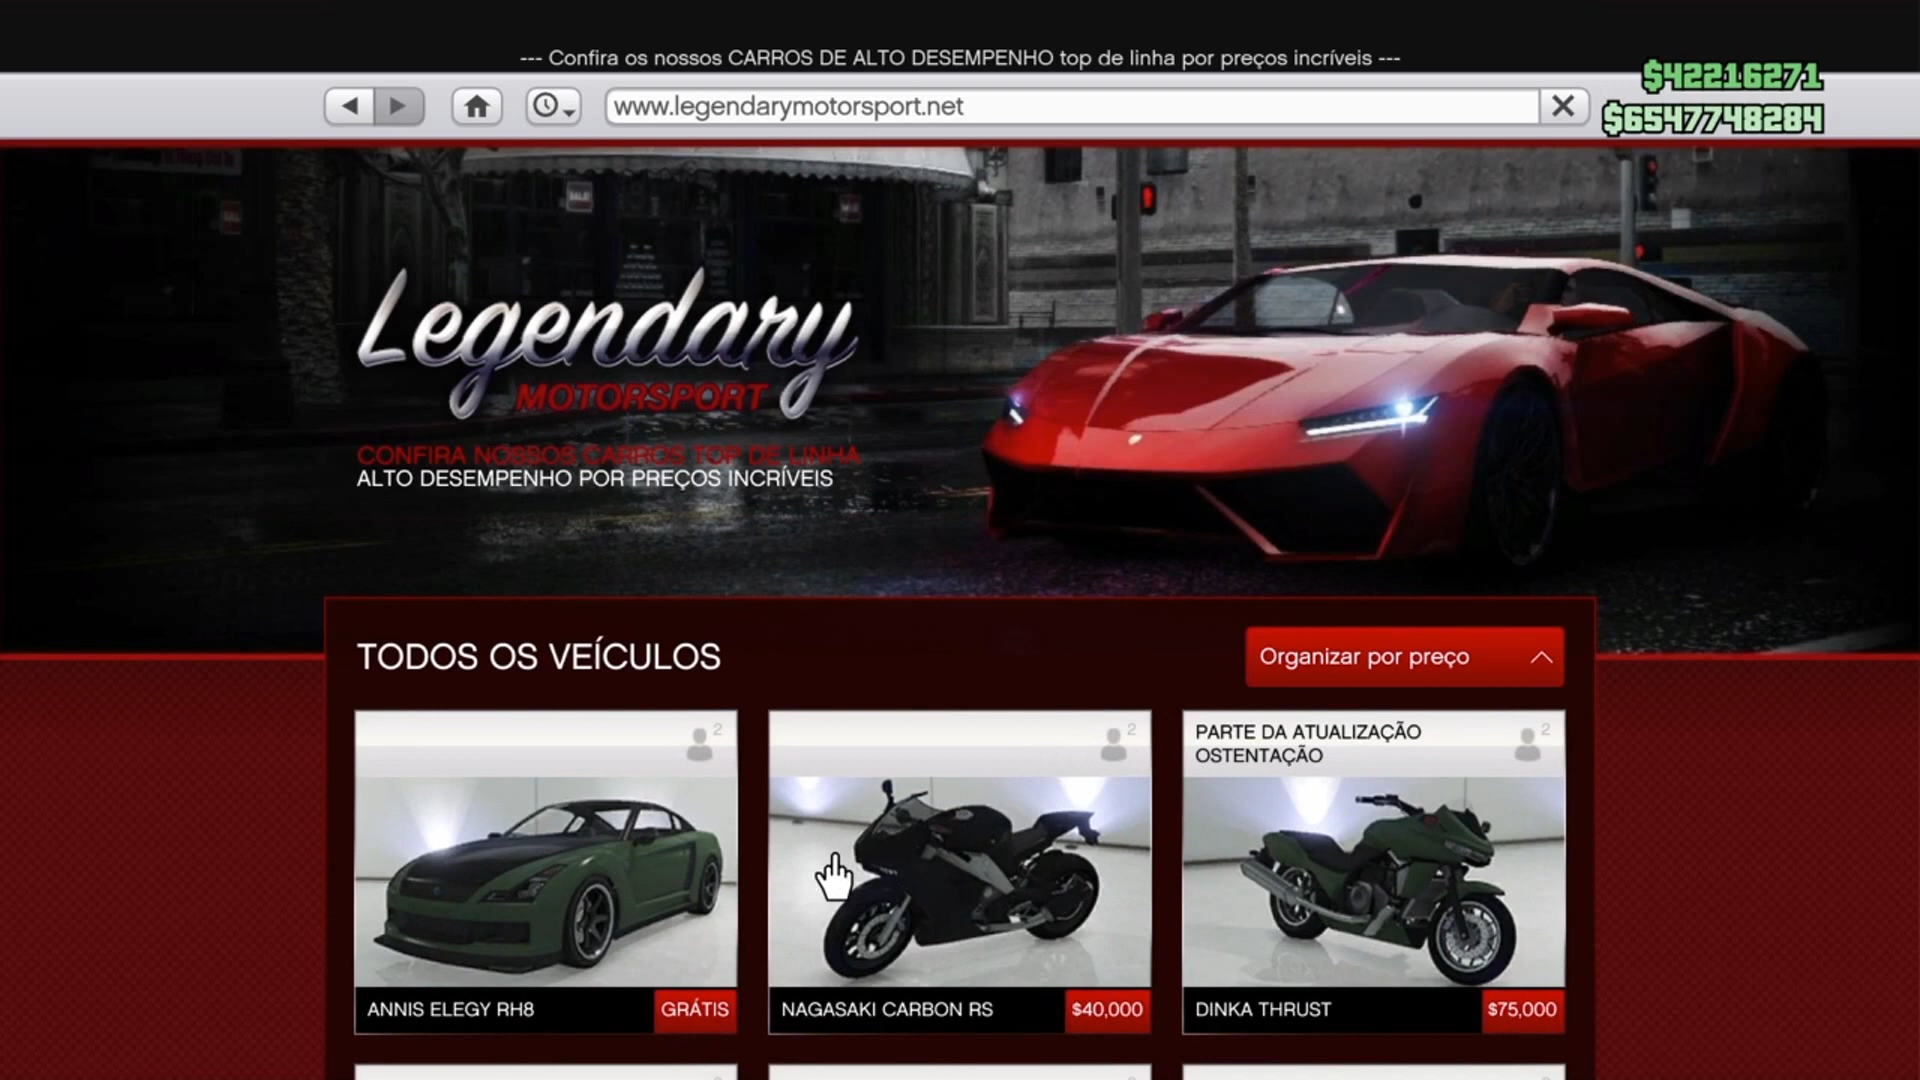 --- Confira os nossos CARROS DE ALTO DESEMPENHO top de linha por preços incríveis ---
$42216271
www.legendarymotorsport.net
$6547748284
SALE
Legendary
MOTORSPORT
CONFIRA NOSSOS CARROS TOP DE LINHA
ALTO DESEMPENHO POR PREÇOS INCRÍVEIS
TODOS OS VEÍCULOS
Organizar por preço
2
2
PARTE DA ATUALIZAÇÃO
OSTENTAÇÃO
2
ANNIS ELEGY RH8
GRÁTIS
NAGASAKI CARBON RS
$40,000
DINKA THRUST
$75,000